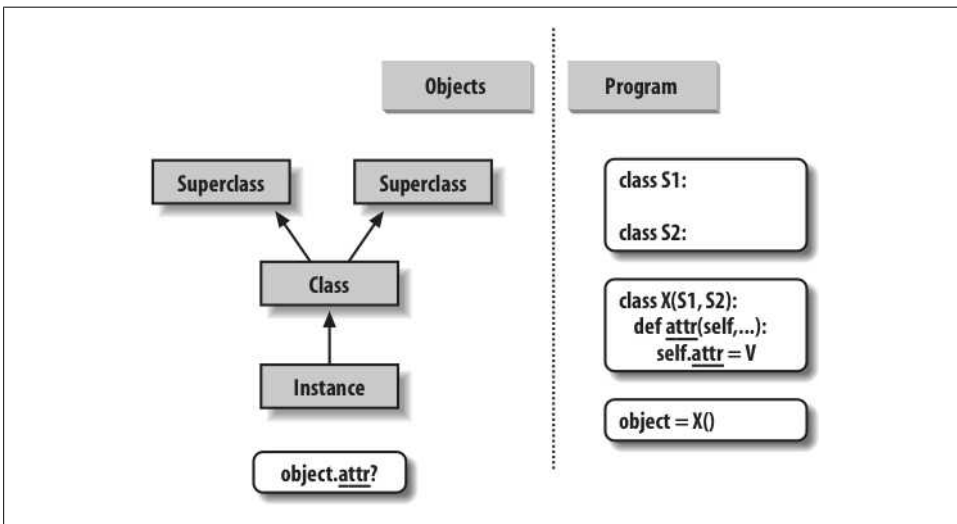 Objects
Program
Superclass
Superclass
Class
Instance
object.attr?
class S1:
class S2:
class X(S1, S2):
def attr(self,...):
self.attr = V
object = X()